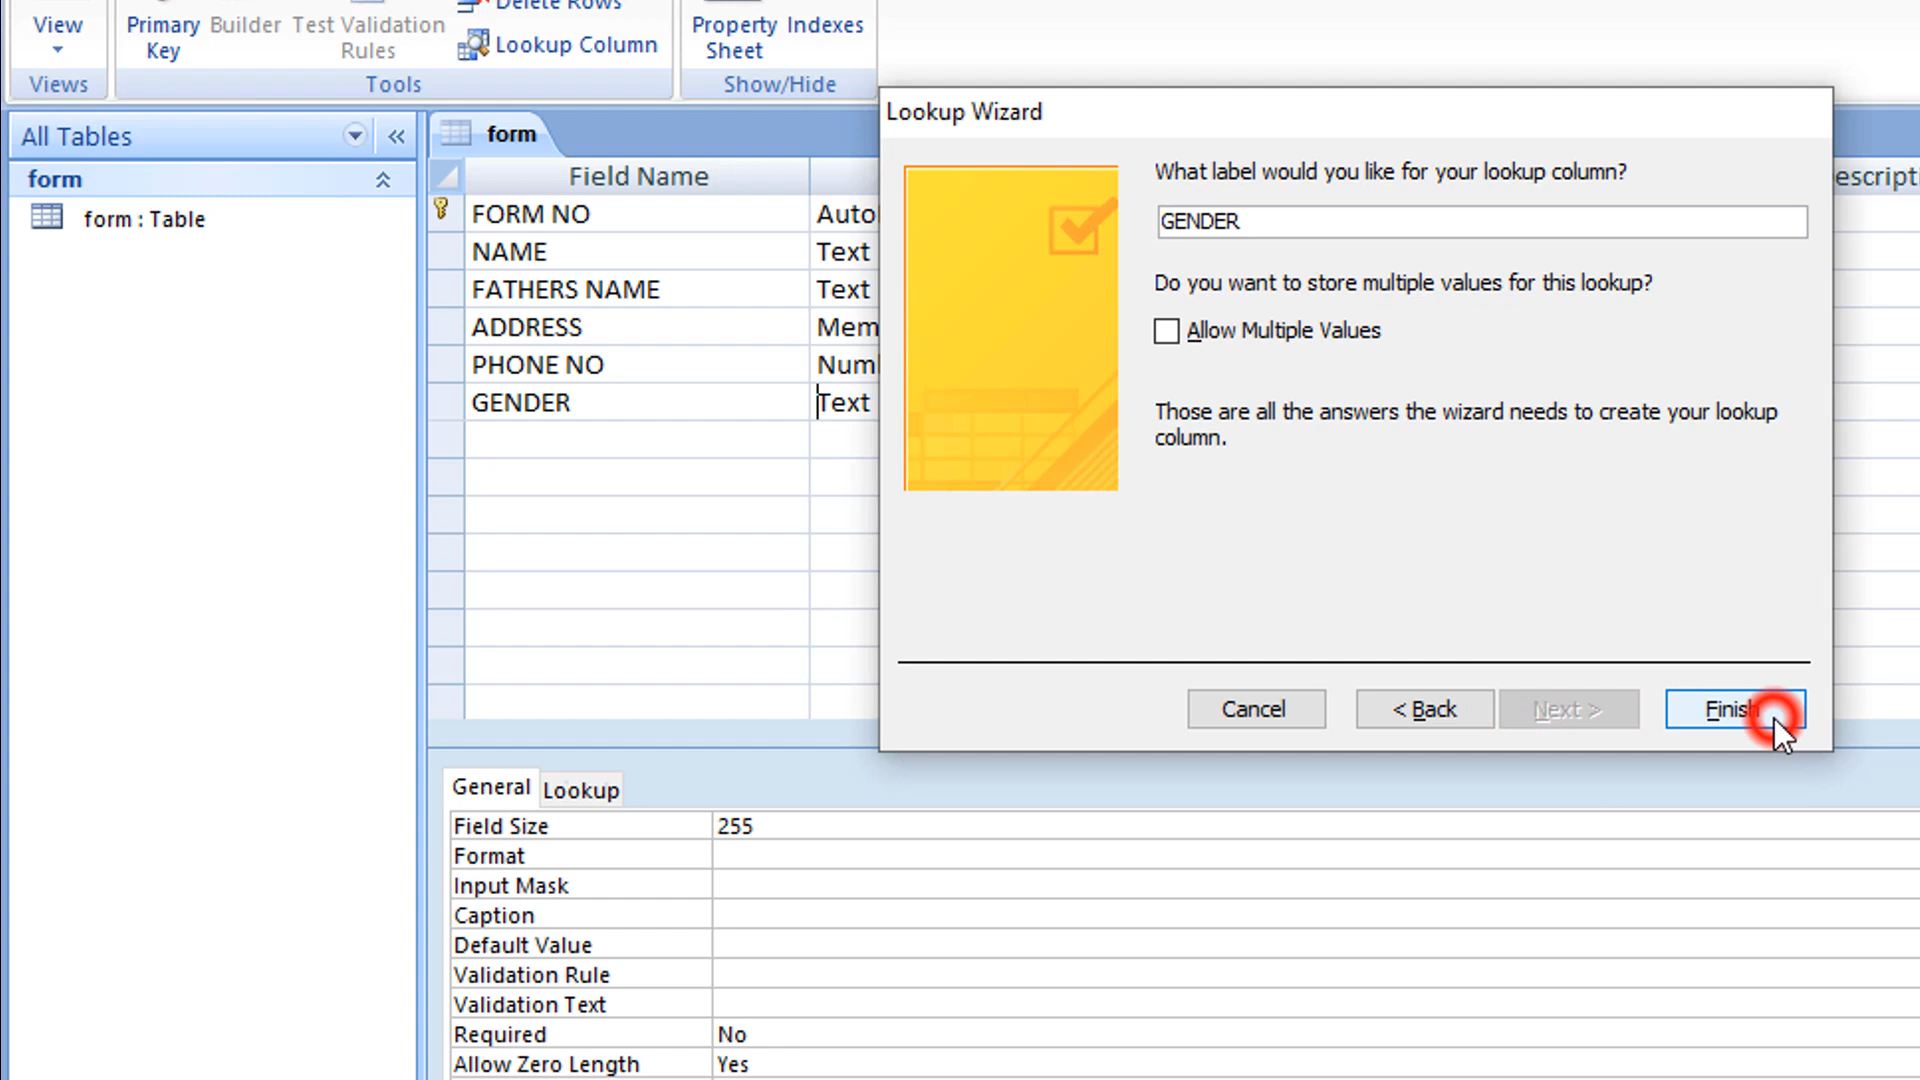 Delete Rows
View
Primary Key
Builder
Test Validation Rules
Lookup Column
Property Sheet
Indexes
Views
Tools
Show/Hide
All Tables
form
form : Table
form
Field Name
escripti
FORM NO
Auto
NAME
Text
FATHERS NAME
Text
ADDRESS
Mem
PHONE NO
Num
GENDER
Text
Lookup Wizard
What label would you like for your lookup column?
GENDER
Do you want to store multiple values for this lookup?
Allow Multiple Values
Those are all the answers the wizard needs to create your lookup
column.
Cancel
< Back
Next >
Finish
General
Lookup
Field Size
255
Format
Input Mask
Caption
Default Value
Validation Rule
Validation Text
Required
No
Allow Zero Length
Yes